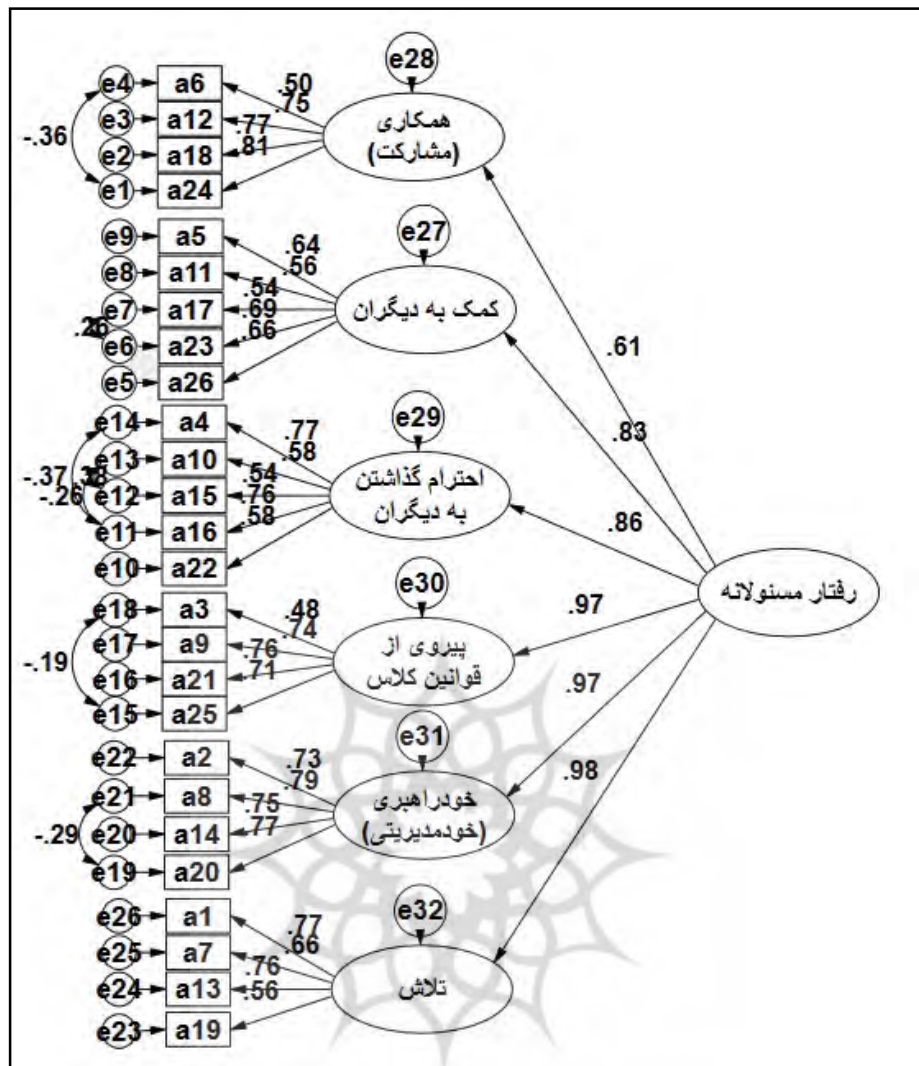 e28
e4
a6
.50
.75
e3
a12
.77
همکاری
(مشارکت)
-.36
e2
a18
.81
e1
a24
e27
e9
a5
.64
.56
e8
a11
.54
e7
a17
.69
کمک به دیگران
e6
a23
.66
e5
a26
.61
.83
e29
e14
a4
.77
.58
e13
a10
.54
احترام گذاشتن
به دیگران
-.37
-.26
e12
a15
.76
e11
a16
.58
e10
a22
.86
رفتار مسئولانه
e30
e18
a3
.48
.74
.97
e17
a9
.76
پیروی از
قوانین کلاس
-.19
e16
a21
.71
e15
a25
.97
e31
e22
a2
.73
.79
.98
e21
a8
.75
خودراهبری
(خودمدیریتی)
-.29
e20
a14
.77
e19
a20
e32
e26
a1
.77
.66
e25
a7
.76
تلاش
e24
a13
.56
e23
a19